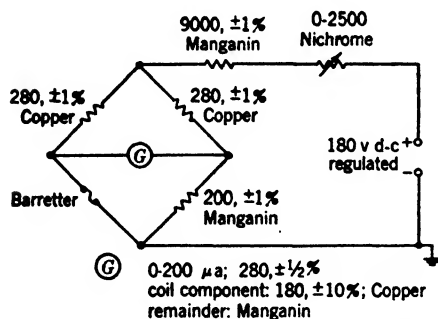 9000, ±1%
Manganin
0-2500
Nichrome
280, ±1%
Copper
280, ±1%
Copper
G
180 v d-c
regulated
+
-
Barretter
200, ±1%
Manganin
G
0-200 μa; 280, ±½%
coil component: 180, ±10%; Copper
remainder: Manganin